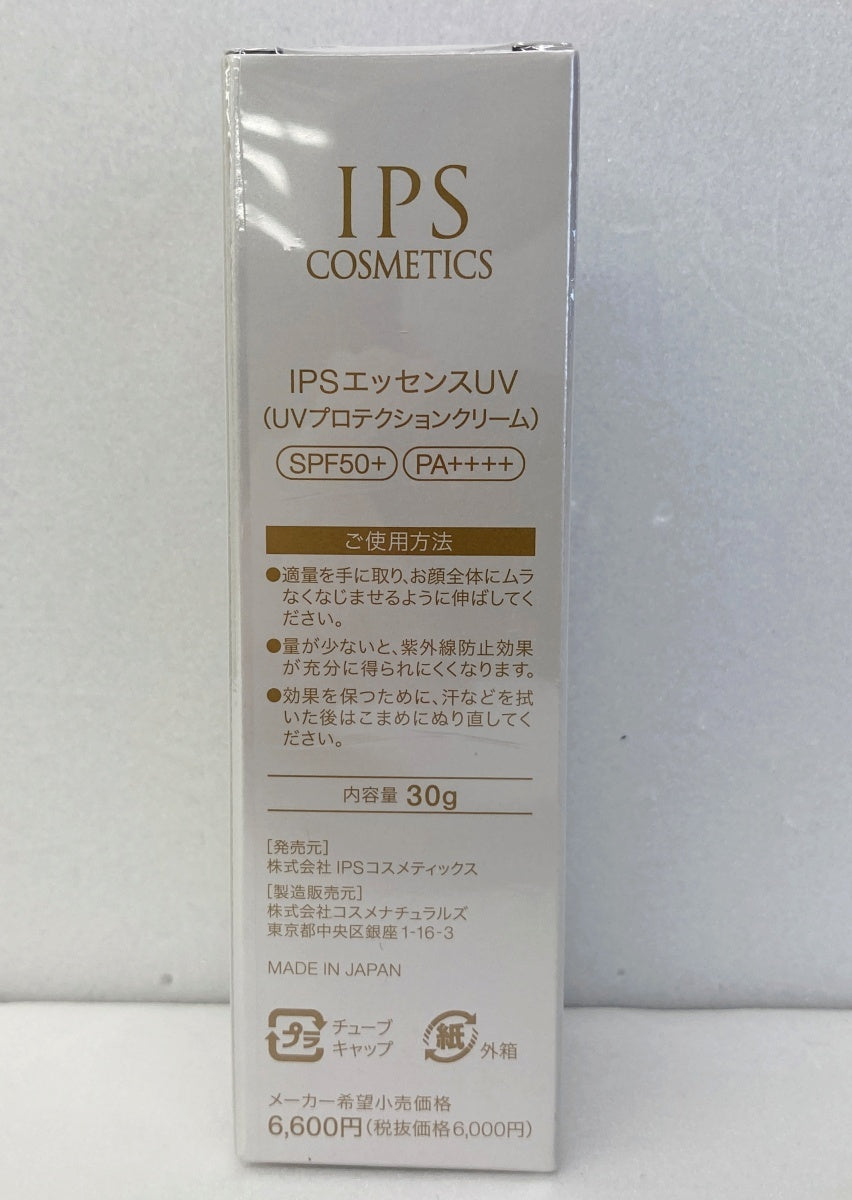 IPS
COSMETICS
IPSエッセンスUV
(UVプロテクションクリーム)
SPF50+ PA++++
ご使用方法
●適量を手に取り、お顔全体にムラ
なくなじませるように伸ばしてく
ださい。
●量が少ないと、紫外線防止効果
が充分に得られにくくなります。
●効果を保つために、汗などを拭
いた後はこまめにぬり直してく
ださい。
内容量 30g
[発売元]
株式会社 IPSコスメティックス
[製造販売元]
株式会社コスメナチュラルズ
東京都中央区銀座1-16-3
MADE IN JAPAN
プラ チューブ
キャップ
紙 外箱
メーカー希望小売価格
6,600円(税抜価格6,000円)